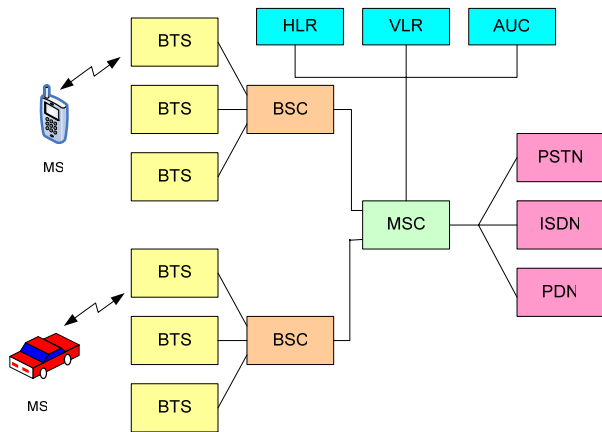 HLR
VLR
AUC
BTS
BTS
BTS
BSC
MS
PSTN
ISDN
PDN
MSC
BTS
BTS
BTS
BSC
MS